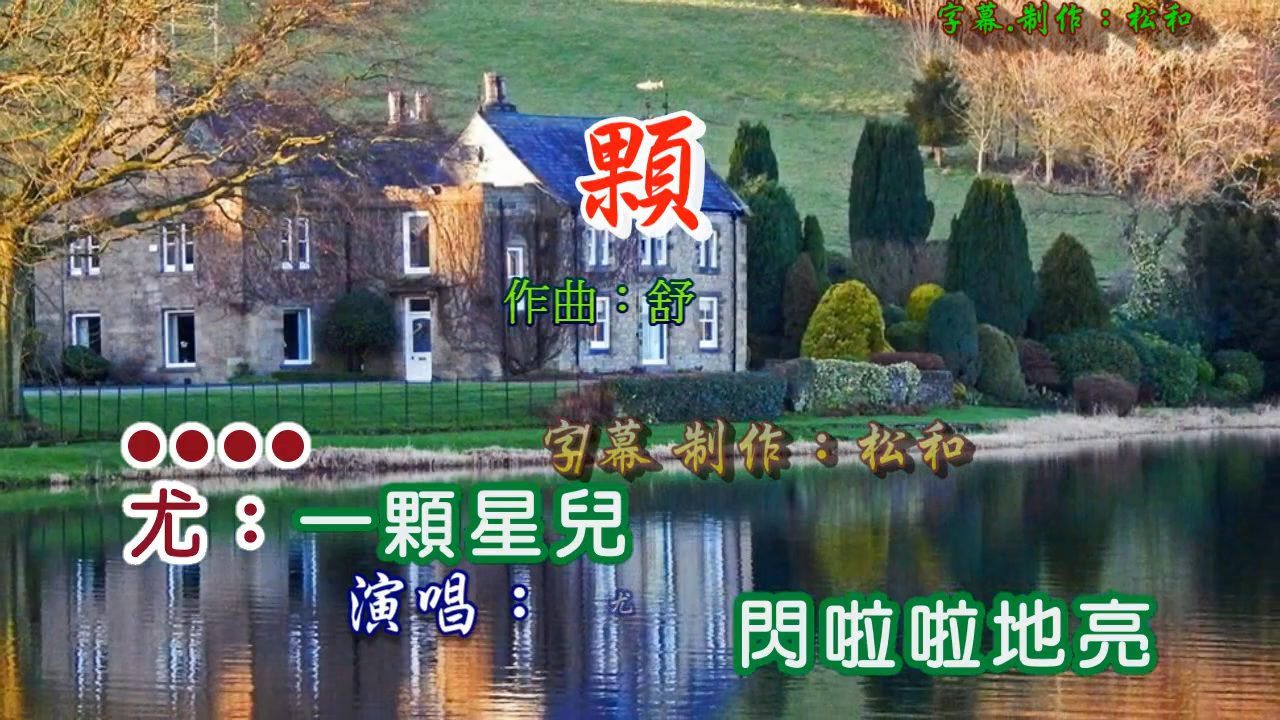 字幕.制作：松和
顆
作曲：舒
字幕 制作：松和
尤：一顆星兒
演唱： 尤
閃啦啦地亮